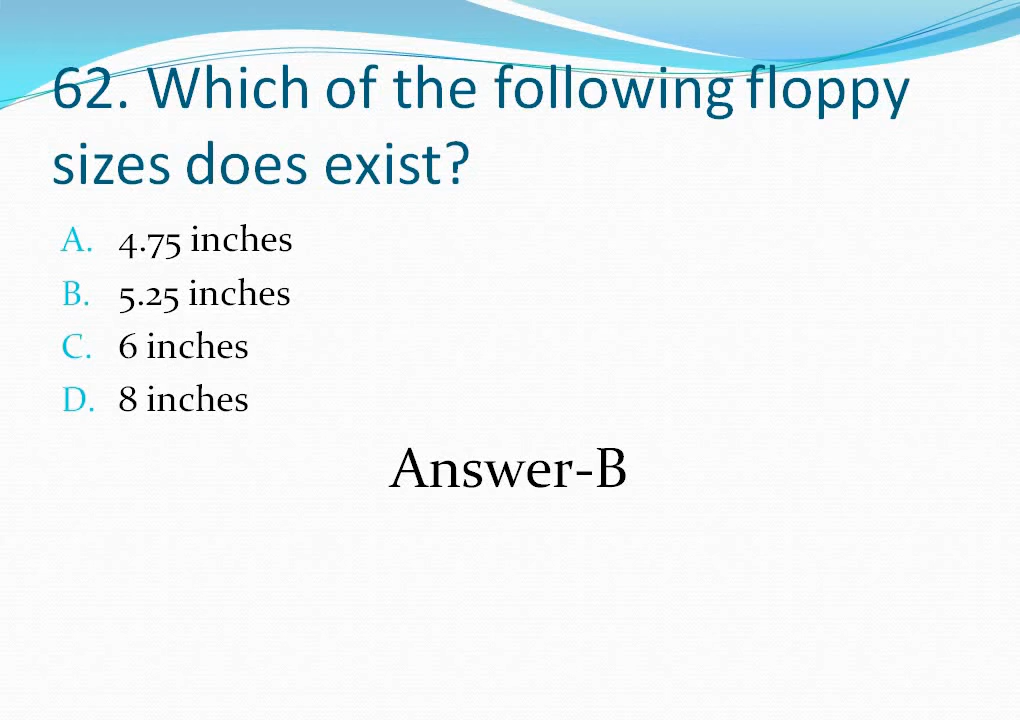 62. Which of the following floppy
sizes does exist?
A. 4.75 inches
B. 5.25 inches
C. 6 inches
D. 8 inches
Answer-B